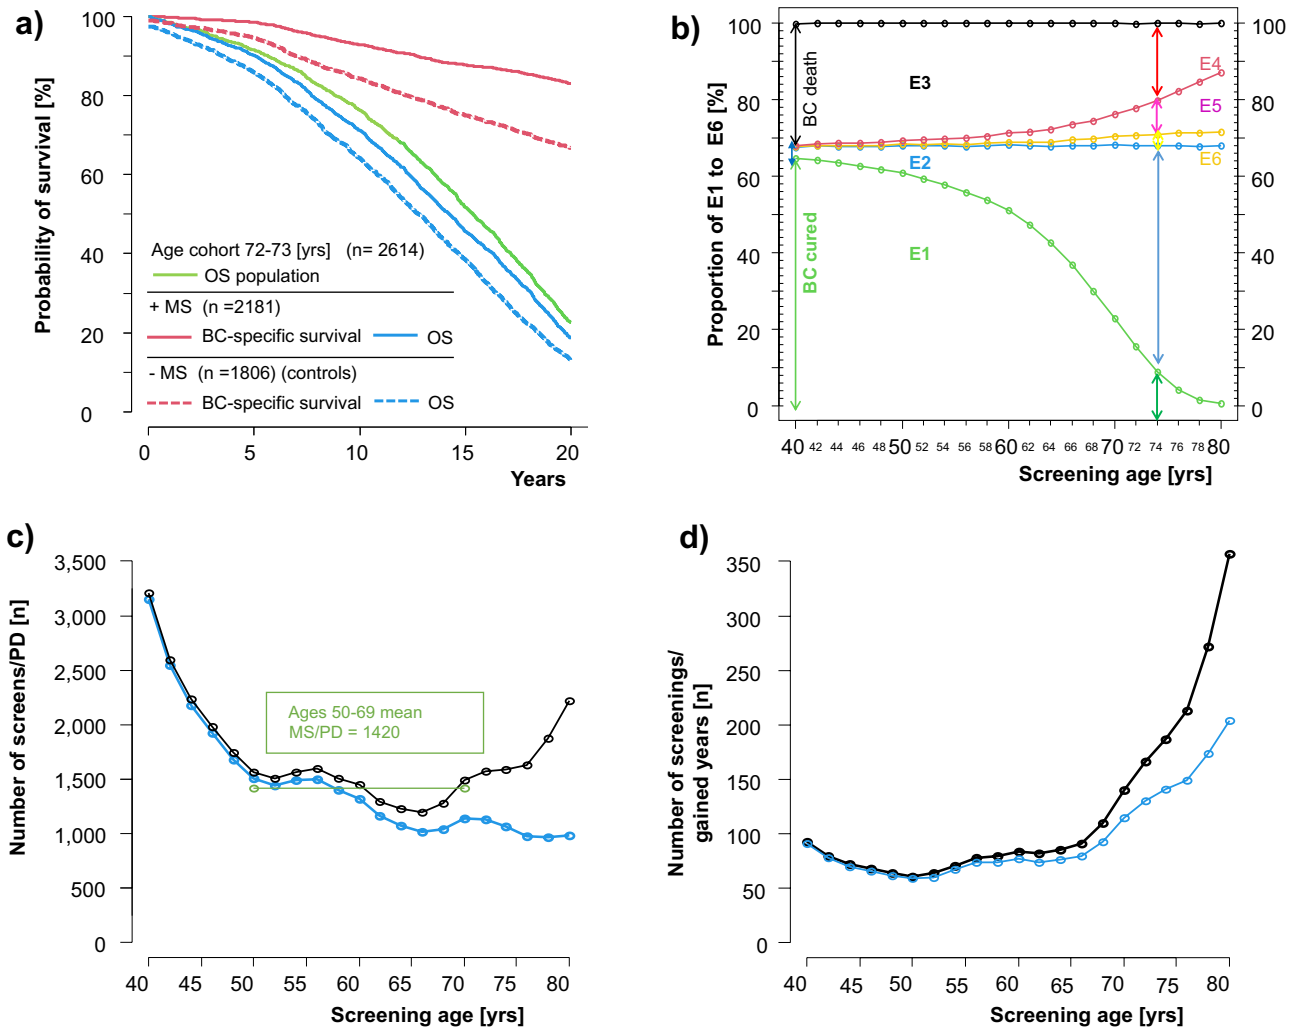 a)
Probability of survival [%]
100
80
60
40
20
0
Age cohort 72-73 [yrs] (n= 2614)
OS population
+ MS (n =2181)
BC-specific survival OS
- MS (n =1806) (controls)
BC-specific survival OS
0 5 10 15 20
Years
b)
Proportion of E1 to E6 [%]
100
80
60
40
20
0
BC death
BC cured
E3
E2
E1
E4
E5
E6
100
80
60
40
20
0
40 42 44 46 48 50 52 54 56 58 60 62 64 66 68 70 72 74 76 78 80
Screening age [yrs]
c)
Number of screens/PD [n]
3,500
3,000
2,500
2,000
1,500
1,000
500
0
Ages 50-69 mean
MS/PD = 1420
40 45 50 55 60 65 70 75 80
Screening age [yrs]
d)
Number of screenings/
gained years [n]
350
300
250
200
150
100
50
0
40 45 50 55 60 65 70 75 80
Screening age [yrs]